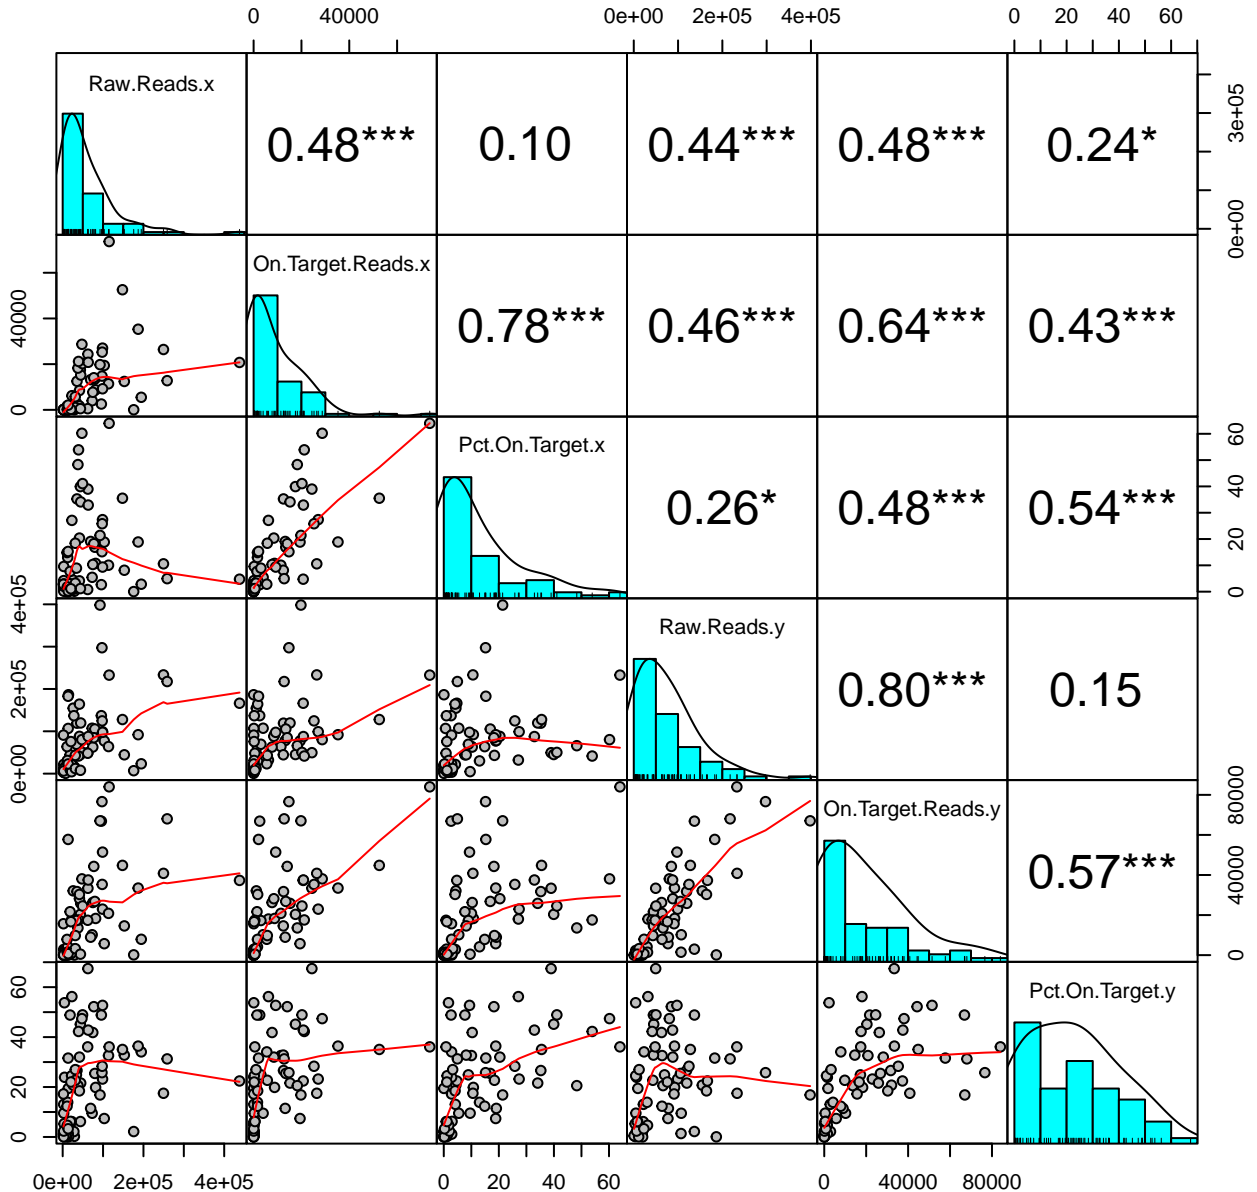 0 40000 0e+00 2e+05 4e+05 0 20 40 60
Raw.Reads.x 0.48*** 0.10 0.44*** 0.48*** 0.24* 0e+00 3e+05
0 40000 On.Target.Reads.x 0.78*** 0.46*** 0.64*** 0.43***
Pct.On.Target.x 0.26* 0.48*** 0.54*** 0 20 40 60
0e+00 2e+05 4e+05 Raw.Reads.y 0.80*** 0.15
On.Target.Reads.y 0.57*** 0 40000 80000
0 20 40 60 Pct.On.Target.y
0e+00 2e+05 4e+05 0 20 40 60 0 40000 80000